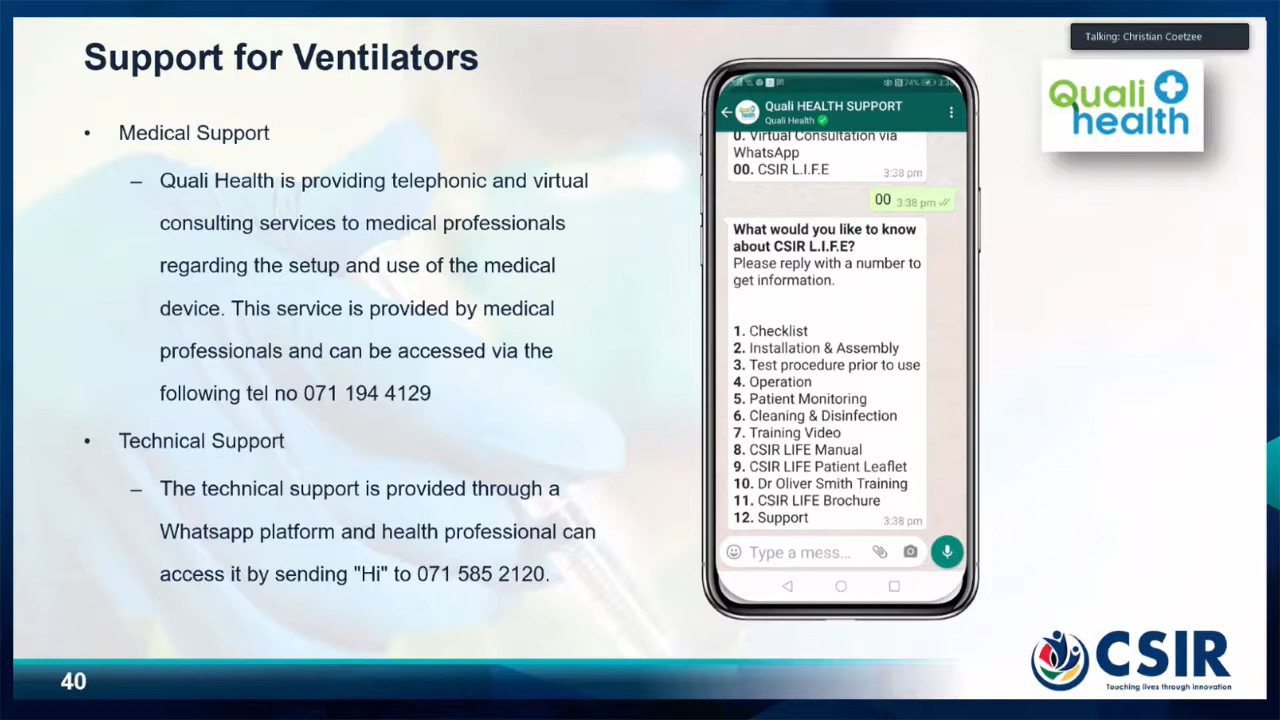 Support for Ventilators
Talking: Christian Coetzee
Quali
health
• Medical Support
– Quali Health is providing telephonic and virtual
consulting services to medical professionals
regarding the setup and use of the medical
device. This service is provided by medical
professionals and can be accessed via the
following tel no 071 194 4129
• Technical Support
– The technical support is provided through a
Whatsapp platform and health professional can
access it by sending "Hi" to 071 585 2120.
74%
Quali HEALTH SUPPORT
Quali Health
0. Virtual Consultation via
WhatsApp
00. CSIR L.I.F.E
3:38 pm
00 3:38 pm
What would you like to know
about CSIR L.I.F.E?
Please reply with a number to
get information.
1. Checklist
2. Installation & Assembly
3. Test procedure prior to use
4. Operation
5. Patient Monitoring
6. Cleaning & Disinfection
7. Training Video
8. CSIR LIFE Manual
9. CSIR LIFE Patient Leaflet
10. Dr Oliver Smith Training
11. CSIR LIFE Brochure
12. Support
3:38 pm
Type a mess...
40
CSIR
Touching lives through innovation